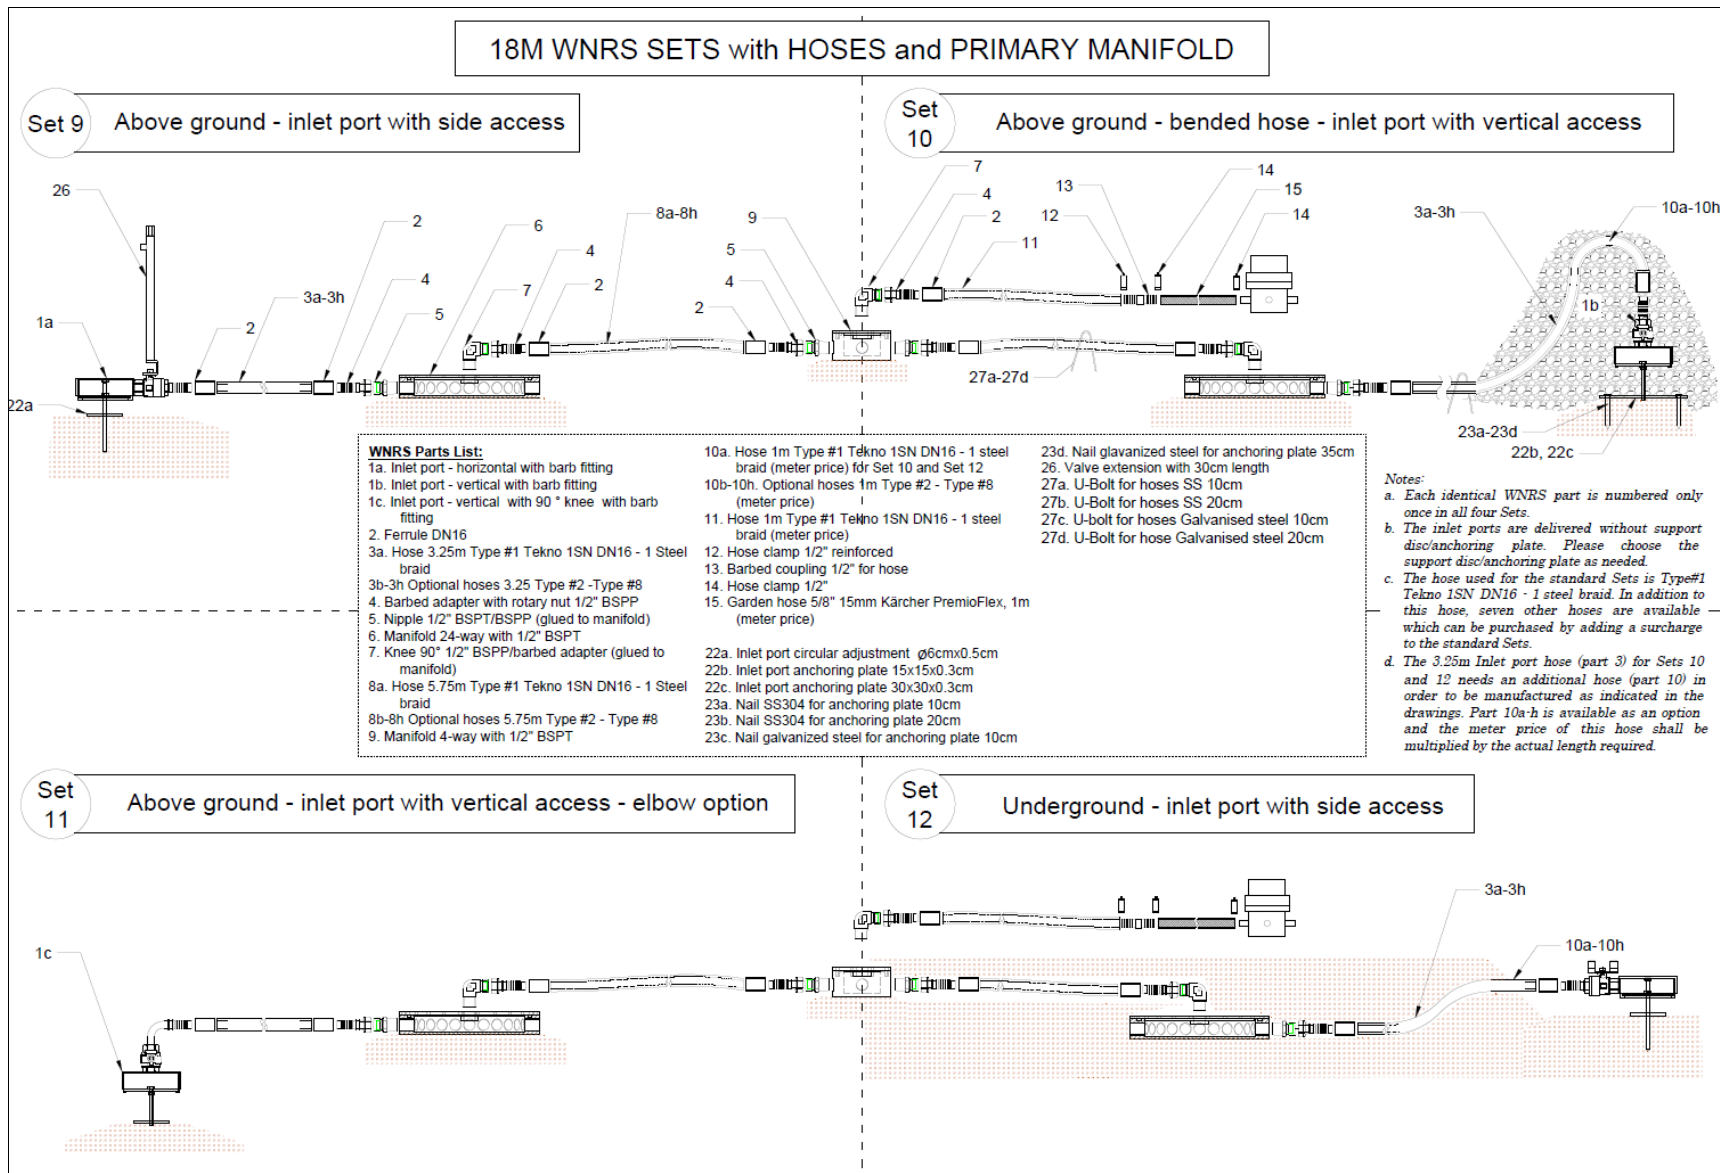 18M WNRS SETS with HOSES and PRIMARY MANIFOLD
Set 9
Above ground - inlet port with side access
Set
10
Above ground - bended hose - inlet port with vertical access
26
2
8a-8h
9
6
4
5
7
2
4
3a-3h
4
5
2
1a
2
22a
7
4
2
11
13
12
14
15
14
3a-3h
10a-10h
1b
27a-27d
23a-23d
22b, 22c
WNRS Parts List:
1a. Inlet port - horizontal with barb fitting
1b. Inlet port - vertical with barb fitting
1c. Inlet port - vertical with 90 ° knee with barb
fitting
2. Ferrule DN16
3a. Hose 3.25m Type #1 Tekno 1SN DN16 - 1 Steel
braid
3b-3h Optional hoses 3.25 Type #2 -Type #8
4. Barbed adapter with rotary nut 1/2" BSPP
5. Nipple 1/2" BSPT/BSPP (glued to manifold)
6. Manifold 24-way with 1/2" BSPT
7. Knee 90° 1/2" BSPP/barbed adapter (glued to
manifold)
8a. Hose 5.75m Type #1 Tekno 1SN DN16 - 1 Steel
braid
8b-8h Optional hoses 5.75m Type #2 - Type #8
9. Manifold 4-way with 1/2" BSPT
10a. Hose 1m Type #1 Tekno 1SN DN16 - 1 steel
braid (meter price) for Set 10 and Set 12
10b-10h. Optional hoses 1m Type #2 - Type #8
(meter price)
11. Hose 1m Type #1 Tekno 1SN DN16 - 1 steel
braid (meter price)
12. Hose clamp 1/2" reinforced
13. Barbed coupling 1/2" for hose
14. Hose clamp 1/2"
15. Garden hose 5/8" 15mm Kärcher PremioFlex, 1m
(meter price)
22a. Inlet port circular adjustment ø6cmx0.5cm
22b. Inlet port anchoring plate 15x15x0.3cm
22c. Inlet port anchoring plate 30x30x0.3cm
23a. Nail SS304 for anchoring plate 10cm
23b. Nail SS304 for anchoring plate 20cm
23c. Nail galvanized steel for anchoring plate 10cm
23d. Nail glavanized steel for anchoring plate 35cm
26. Valve extension with 30cm length
27a. U-Bolt for hoses SS 10cm
27b. U-Bolt for hoses SS 20cm
27c. U-bolt for hoses Galvanised steel 10cm
27d. U-Bolt for hose Galvanised steel 20cm
Notes:
a. Each identical WNRS part is numbered only
once in all four Sets.
b. The inlet ports are delivered without support
disc/anchoring plate. Please choose the
support disc/anchoring plate as needed.
c. The hose used for the standard Sets is Type#1
Tekno 1SN DN16 - 1 steel braid. In addition to
this hose, seven other hoses are available
which can be purchased by adding a surcharge
to the standard Sets.
d. The 3.25m Inlet port hose (part 3) for Sets 10
and 12 needs an additional hose (part 10) in
order to be manufactured as indicated in the
drawings. Part 10a-h is available as an option
and the meter price of this hose shall be
multiplied by the actual length required.
Set
11
Above ground - inlet port with vertical access - elbow option
Set
12
Underground - inlet port with side access
1c
3a-3h
10a-10h